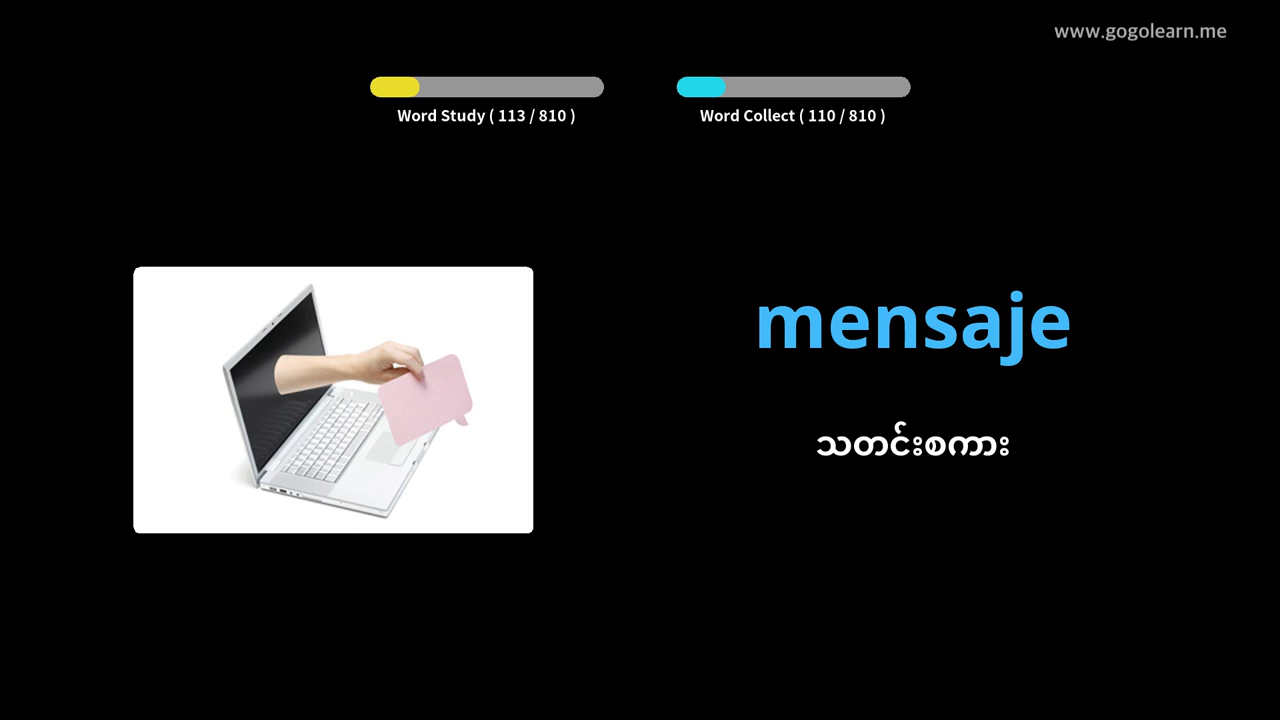 www.gogolearn.me
Word Study ( 113 / 810 )
Word Collect ( 110 / 810 )
mensaje
သတင်းစကား